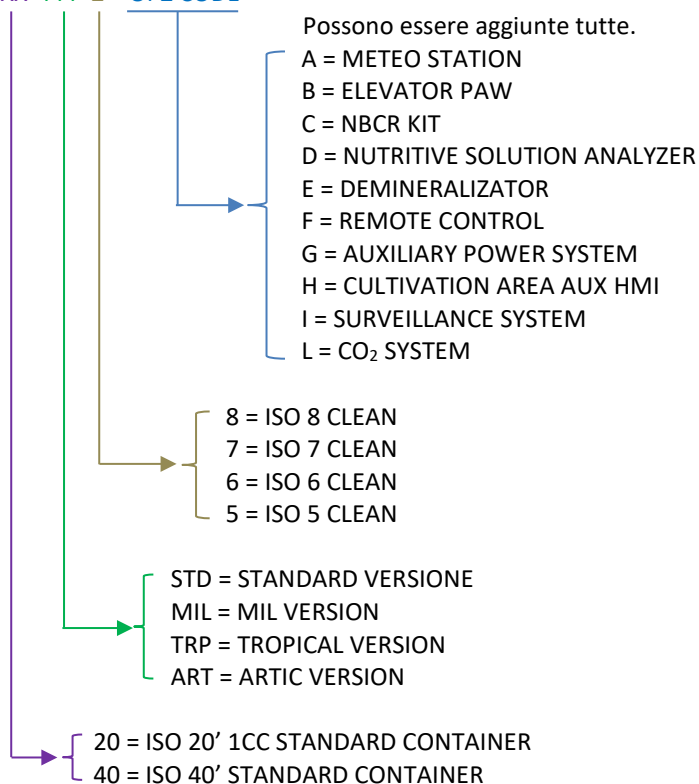 Possono essere aggiunte tutte.
A = METEO STATION
B = ELEVATOR PAW
C = NBCR KIT
D = NUTRITIVE SOLUTION ANALYZER
E = DEMINERALIZATOR
F = REMOTE CONTROL
G = AUXILIARY POWER SYSTEM
H = CULTIVATION AREA AUX HMI
I = SURVEILLANCE SYSTEM
L = CO₂ SYSTEM
8 = ISO 8 CLEAN
7 = ISO 7 CLEAN
6 = ISO 6 CLEAN
5 = ISO 5 CLEAN
STD = STANDARD VERSIONE
MIL = MIL VERSION
TRP = TROPICAL VERSION
ART = ARTIC VERSION
20 = ISO 20’ 1CC STANDARD CONTAINER
40 = ISO 40’ STANDARD CONTAINER